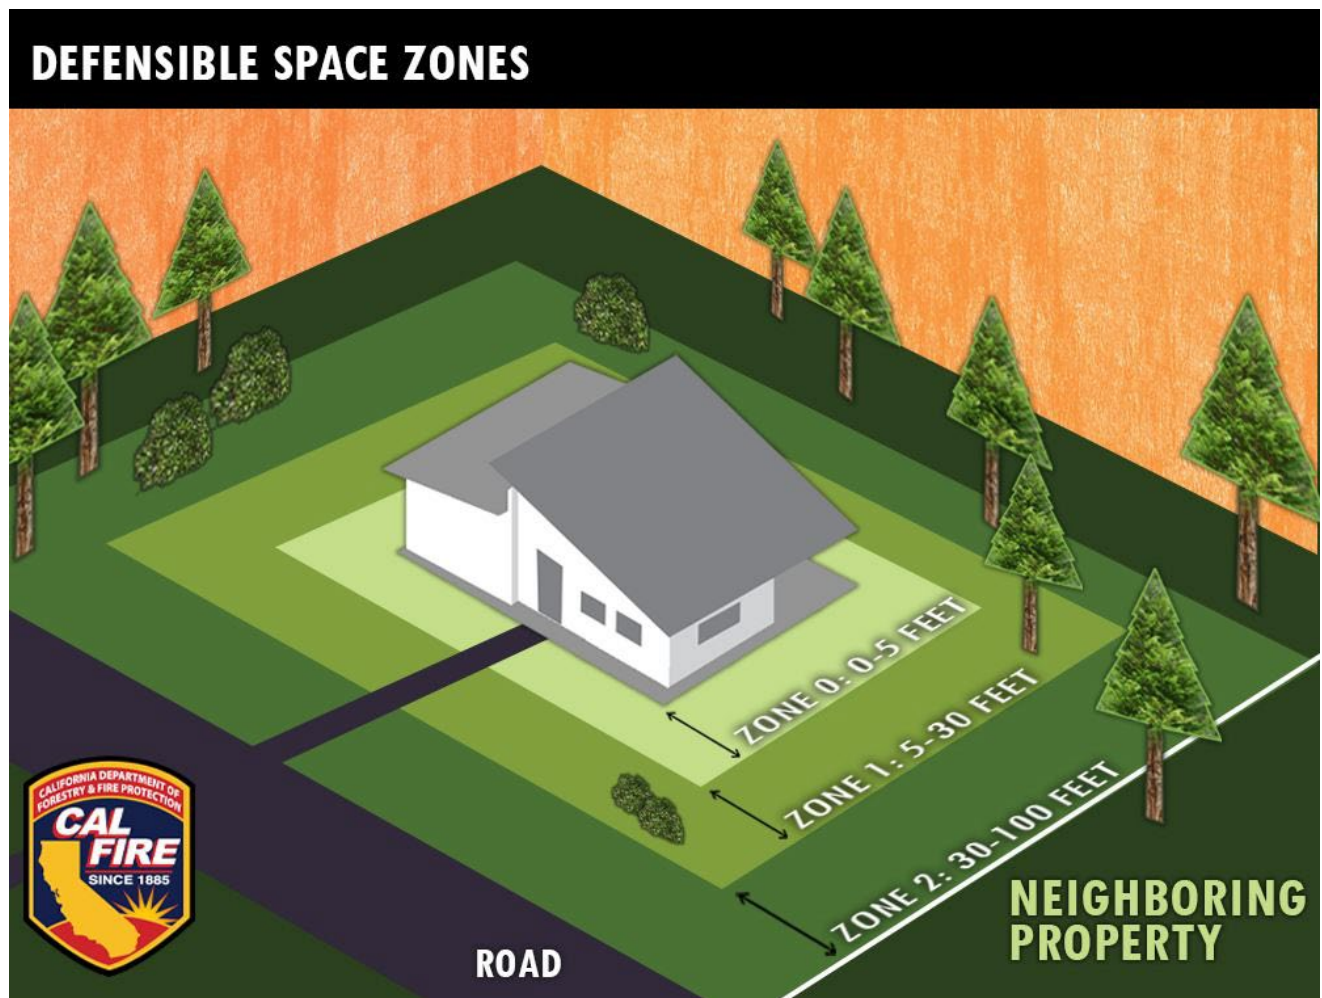 DEFENSIBLE SPACE ZONES
ZONE 0: 0-5 FEET
ZONE 1: 5-30 FEET
ZONE 2: 30-100 FEET
CALIFORNIA DEPARTMENT OF
FORESTRY & FIRE PROTECTION
CAL
FIRE
SINCE 1885
NEIGHBORING
PROPERTY
ROAD